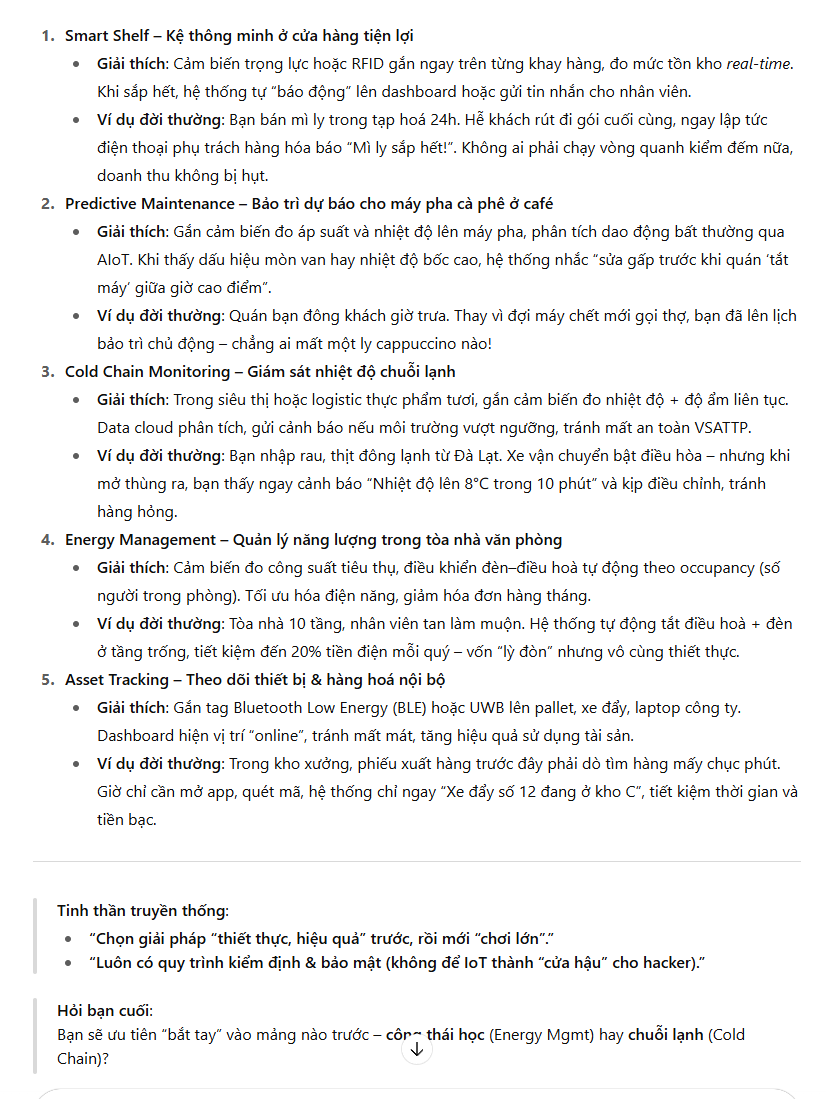 1. Smart Shelf – Kệ thông minh ở cửa hàng tiện lợi
• Giải thích: Cảm biến trọng lực hoặc RFID gắn ngay trên từng khay hàng, đo mức tồn kho real-time.
Khi sắp hết, hệ thống tự “báo động” lên dashboard hoặc gửi tin nhắn cho nhân viên.
• Ví dụ đời thường: Bạn bán mì ly trong tạp hoá 24h. Hễ khách rút đi gói cuối cùng, ngay lập tức
điện thoại phụ trách hàng hóa báo “Mì ly sắp hết!”. Không ai phải chạy vòng quanh kiểm đếm nữa,
doanh thu không bị hụt.
2. Predictive Maintenance – Bảo trì dự báo cho máy pha cà phê ở café
• Giải thích: Gắn cảm biến đo áp suất và nhiệt độ lên máy pha, phân tích dao động bất thường qua
AIoT. Khi thấy dấu hiệu mòn van hay nhiệt độ bốc cao, hệ thống nhắc “sửa gấp trước khi quán ‘tắt
máy’ giữa giờ cao điểm”.
• Ví dụ đời thường: Quán bạn đông khách giờ trưa. Thay vì đợi máy chết mới gọi thợ, bạn đã lên lịch
bảo trì chủ động – chẳng ai mất một ly cappuccino nào!
3. Cold Chain Monitoring – Giám sát nhiệt độ chuỗi lạnh
• Giải thích: Trong siêu thị hoặc logistic thực phẩm tươi, gắn cảm biến đo nhiệt độ + độ ẩm liên tục.
Data cloud phân tích, gửi cảnh báo nếu môi trường vượt ngưỡng, tránh mất an toàn VSATTP.
• Ví dụ đời thường: Bạn nhập rau, thịt đông lạnh từ Đà Lạt. Xe vận chuyển bật điều hòa – nhưng khi
mở thùng ra, bạn thấy ngay cảnh báo “Nhiệt độ lên 8°C trong 10 phút” và kịp điều chỉnh, tránh
hàng hỏng.
4. Energy Management – Quản lý năng lượng trong tòa nhà văn phòng
• Giải thích: Cảm biến đo công suất tiêu thụ, điều khiển đèn–điều hoà tự động theo occupancy (số
người trong phòng). Tối ưu hóa điện năng, giảm hóa đơn hàng tháng.
• Ví dụ đời thường: Tòa nhà 10 tầng, nhân viên tan làm muộn. Hệ thống tự động tắt điều hoà + đèn
ở tầng trống, tiết kiệm đến 20% tiền điện mỗi quý – vốn “lỳ đòn” nhưng vô cùng thiết thực.
5. Asset Tracking – Theo dõi thiết bị & hàng hoá nội bộ
• Giải thích: Gắn tag Bluetooth Low Energy (BLE) hoặc UWB lên pallet, xe đẩy, laptop công ty.
Dashboard hiện vị trí “online”, tránh mất mát, tăng hiệu quả sử dụng tài sản.
• Ví dụ đời thường: Trong kho xưởng, phiếu xuất hàng trước đây phải dò tìm hàng mấy chục phút.
Giờ chỉ cần mở app, quét mã, hệ thống chỉ ngay “Xe đẩy số 12 đang ở kho C”, tiết kiệm thời gian và
tiền bạc.
Tinh thần truyền thống:
• “Chọn giải pháp “thiết thực, hiệu quả” trước, rồi mới “chơi lớn”.”
• “Luôn có quy trình kiểm định & bảo mật (không để IoT thành “cửa hậu” cho hacker).”
Hỏi bạn cuối:
Bạn sẽ ưu tiên “bắt tay” vào mảng nào trước – công thái học (Energy Mgmt) hay chuỗi lạnh (Cold
Chain)?